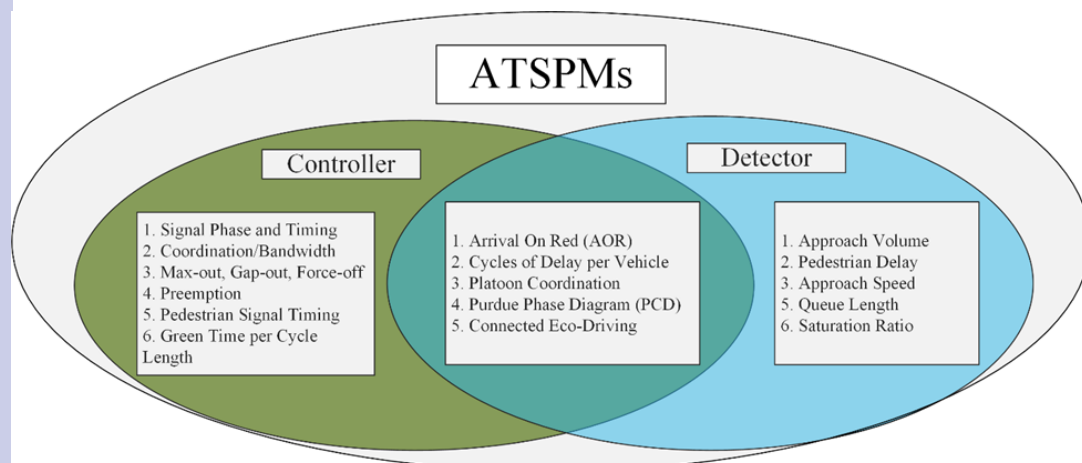 ATSPMs
Controller
Detector
1. Signal Phase and Timing
2. Coordination/Bandwidth
3. Max-out, Gap-out, Force-off
4. Preemption
5. Pedestrian Signal Timing
6. Green Time per Cycle
Length
1. Arrival On Red (AOR)
2. Cycles of Delay per Vehicle
3. Platoon Coordination
4. Purdue Phase Diagram (PCD)
5. Connected Eco-Driving
1. Approach Volume
2. Pedestrian Delay
3. Approach Speed
5. Queue Length
6. Saturation Ratio